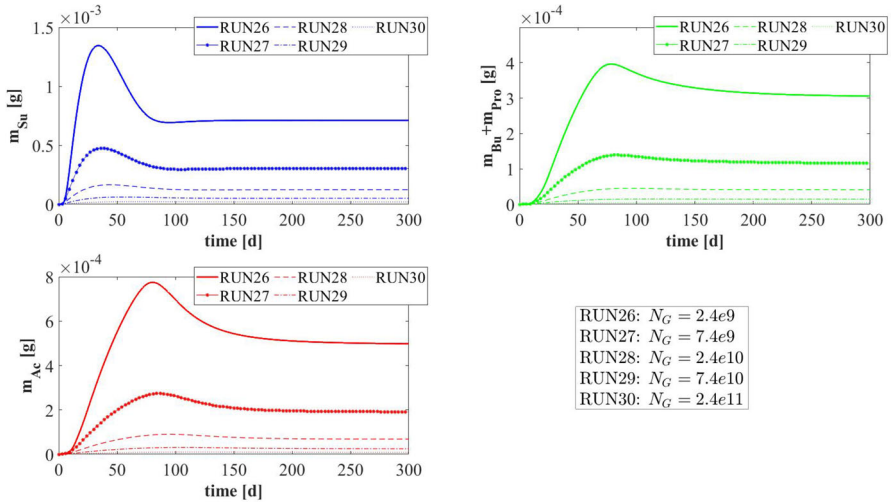 ×10⁻³
RUN26 RUN28 RUN30
RUN27 RUN29
1.5
1
0.5
0
m_Su [g]
0 50 100 150 200 250 300
time [d]
×10⁻⁴
RUN26 RUN28 RUN30
RUN27 RUN29
4
3
2
1
0
m_Bu+m_Pro [g]
0 50 100 150 200 250 300
time [d]
×10⁻⁴
RUN26 RUN28 RUN30
RUN27 RUN29
8
6
4
2
0
m_Ac [g]
0 50 100 150 200 250 300
time [d]
RUN26: N_G = 2.4e9
RUN27: N_G = 7.4e9
RUN28: N_G = 2.4e10
RUN29: N_G = 7.4e10
RUN30: N_G = 2.4e11